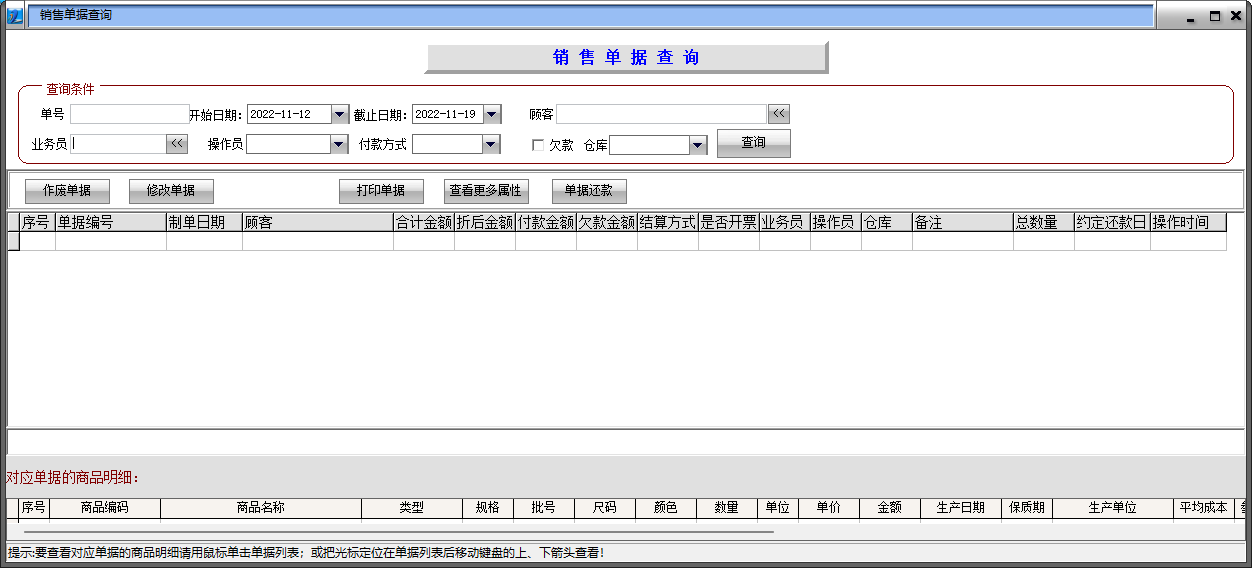 销售单据查询
销 售 单 据 查 询
查询条件
单号 开始日期: 2022-11-12 截止日期: 2022-11-19 顾客 <<
业务员 << 操作员 付款方式 欠款 仓库 查询
作废单据 修改单据 打印单据 查看更多属性 单据还款
序号 单据编号 制单日期 顾客 合计金额 折后金额 付款金额 欠款金额 结算方式 是否开票 业务员 操作员 仓库 备注 总数量 约定还款日 操作时间
对应单据的商品明细:
序号 商品编码 商品名称 类型 规格 批号 尺码 颜色 数量 单位 单价 金额 生产日期 保质期 生产单位 平均成本
提示:要查看对应单据的商品明细请用鼠标单击单据列表; 或把光标定位在单据列表后移动键盘的上、下箭头查看!